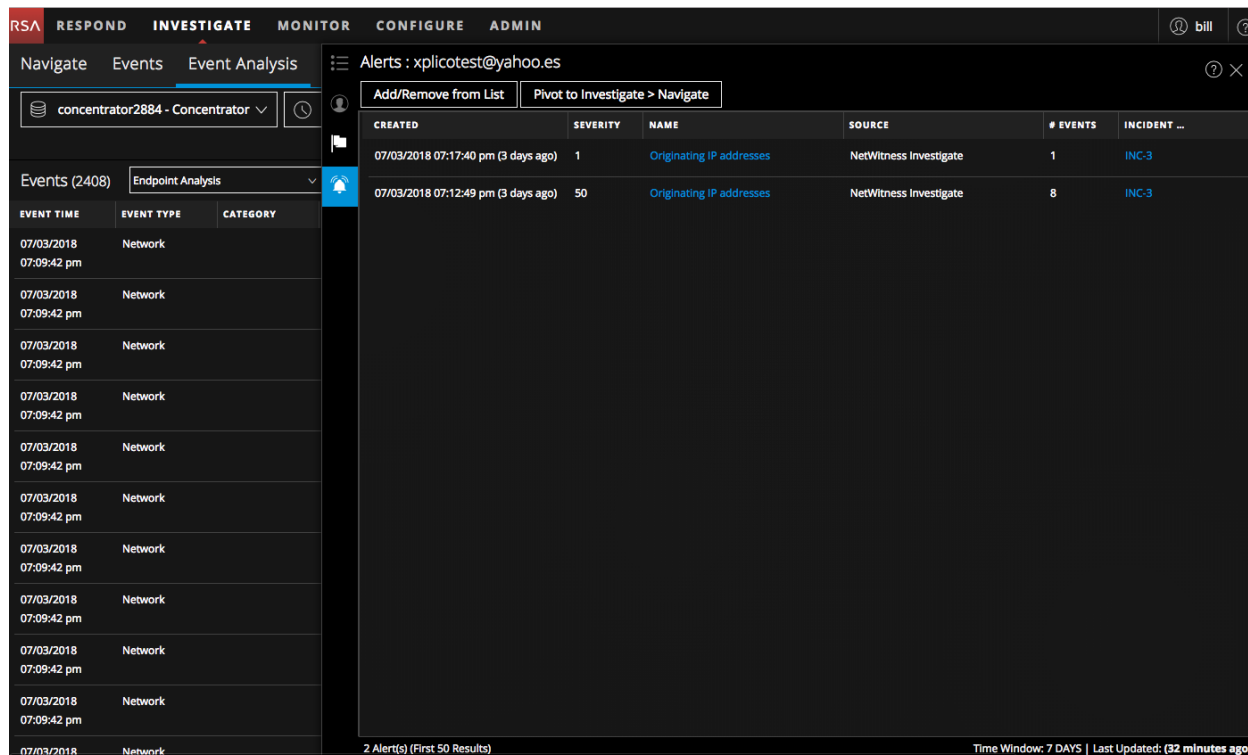 RSA RESPOND INVESTIGATE MONITOR CONFIGURE ADMIN bill
Navigate Events Event Analysis
concentrator2884 - Concentrator
Events (2408) Endpoint Analysis
EVENT TIME EVENT TYPE CATEGORY
07/03/2018 Network
07:09:42 pm
07/03/2018 Network
07:09:42 pm
07/03/2018 Network
07:09:42 pm
07/03/2018 Network
07:09:42 pm
07/03/2018 Network
07:09:42 pm
07/03/2018 Network
07:09:42 pm
07/03/2018 Network
07:09:42 pm
07/03/2018 Network
07:09:42 pm
07/03/2018 Network
07:09:42 pm
07/03/2018 Network
07:09:42 pm
07/03/2018 Network
Alerts : xplicotest@yahoo.es
Add/Remove from List Pivot to Investigate > Navigate
CREATED SEVERITY NAME SOURCE # EVENTS INCIDENT ...
07/03/2018 07:17:40 pm (3 days ago) 1 Originating IP addresses NetWitness Investigate 1 INC-3
07/03/2018 07:12:49 pm (3 days ago) 50 Originating IP addresses NetWitness Investigate 8 INC-3
2 Alert(s) (First 50 Results) Time Window: 7 DAYS | Last Updated: (32 minutes ago